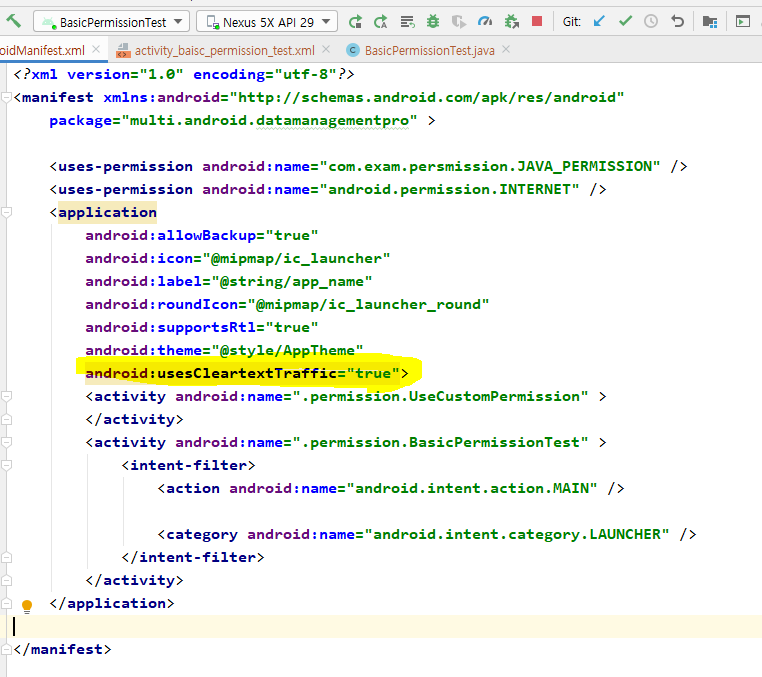 BasicPermissionTest
Nexus 5X API 29
Git:
oidManifest.xml
activity_baisc_permission_test.xml
BasicPermissionTest.java
<?xml version="1.0" encoding="utf-8"?>
<manifest xmlns:android="http://schemas.android.com/apk/res/android"
package="multi.android.datamanagementpro" >
<uses-permission android:name="com.exam.persmission.JAVA_PERMISSION" />
<uses-permission android:name="android.permission.INTERNET" />
<application
android:allowBackup="true"
android:icon="@mipmap/ic_launcher"
android:label="@string/app_name"
android:roundIcon="@mipmap/ic_launcher_round"
android:supportsRtl="true"
android:theme="@style/AppTheme"
android:usesCleartextTraffic="true">
<activity android:name=".permission.UseCustomPermission" >
</activity>
<activity android:name=".permission.BasicPermissionTest" >
<intent-filter>
<action android:name="android.intent.action.MAIN" />
<category android:name="android.intent.category.LAUNCHER" />
</intent-filter>
</activity>
</application>
</manifest>